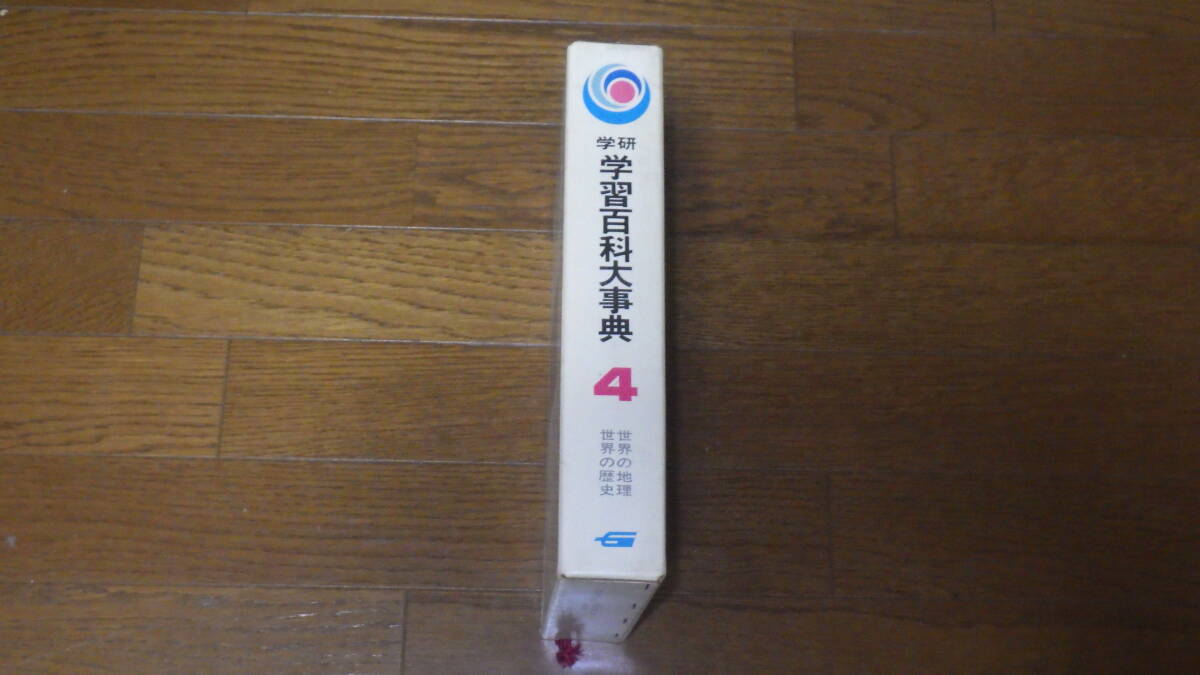 学研
学習百科大事典
4
世界の地理
世界の歴史